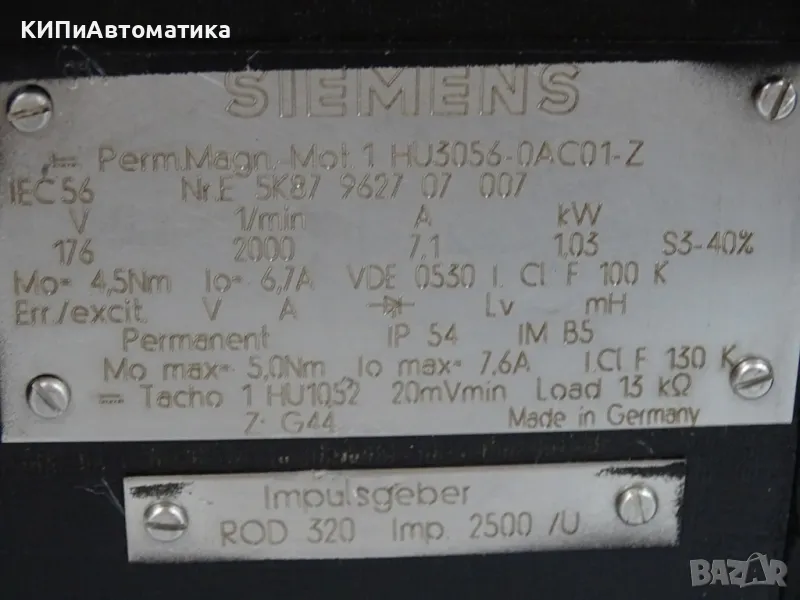 КИПиАвтоматика
SIEMENS
Perm.Magn.-Mot. 1 HU3056-0AC01-Z
IEC 56 Nr.E 5K87 9627 07 007
V 1/min A kW
176 2000 7,1 1,03 S3-40%
Mo= 4,5Nm Io= 6,7A VDE 0530 I. Cl F 100 K
Err./excit. V A Lv mH
Permanent IP 54 IM B5
Mo max= 5,0Nm Io max= 7,6A I.Cl F 130 K
Tacho 1 HU1052 20mVmin Load 13 kΩ
Z: G44 Made in Germany
Impulsgeber
ROD 320 Imp. 2500 /U
BAZAR